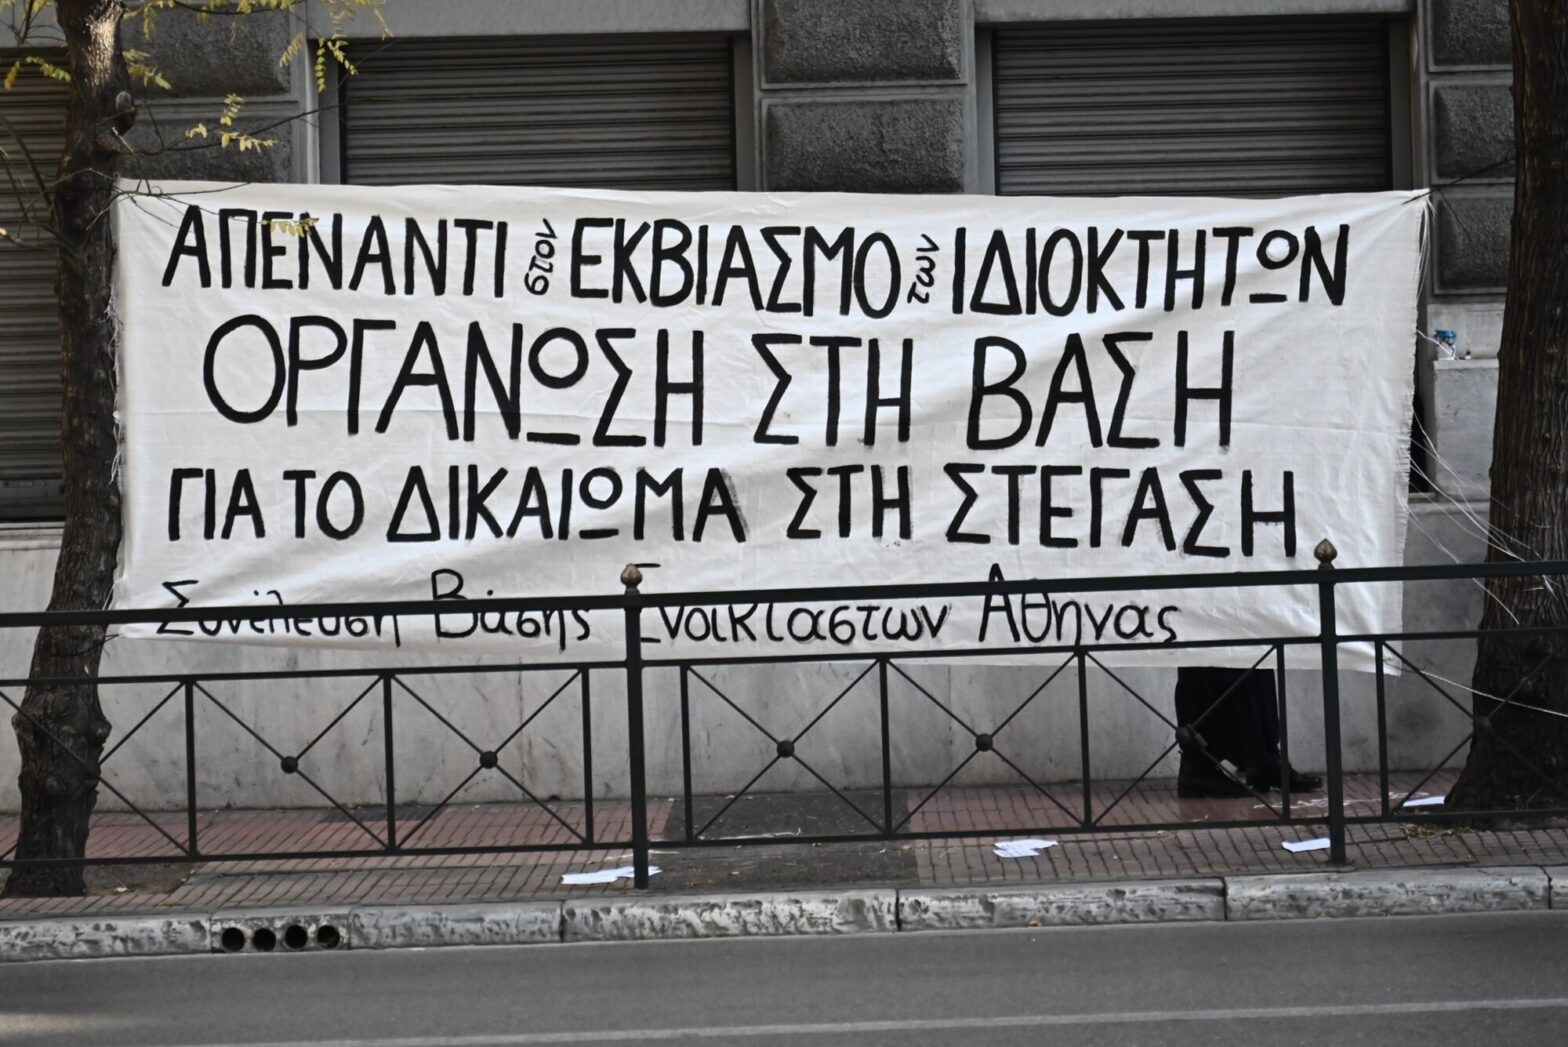 ΑΠΕΝΑΝΤΙ στον ΕΚΒΙΑΣΜΟ των ΙΔΙΟΚΤΗΤΩΝ
ΟΡΓΑΝΩΣΗ ΣΤΗ ΒΑΣΗ
ΓΙΑ ΤΟ ΔΙΚΑΙΩΜΑ ΣΤΗ ΣΤΕΓΑΣΗ
Συνέλευση Βάσης Ενοικιαστών Αθήνας